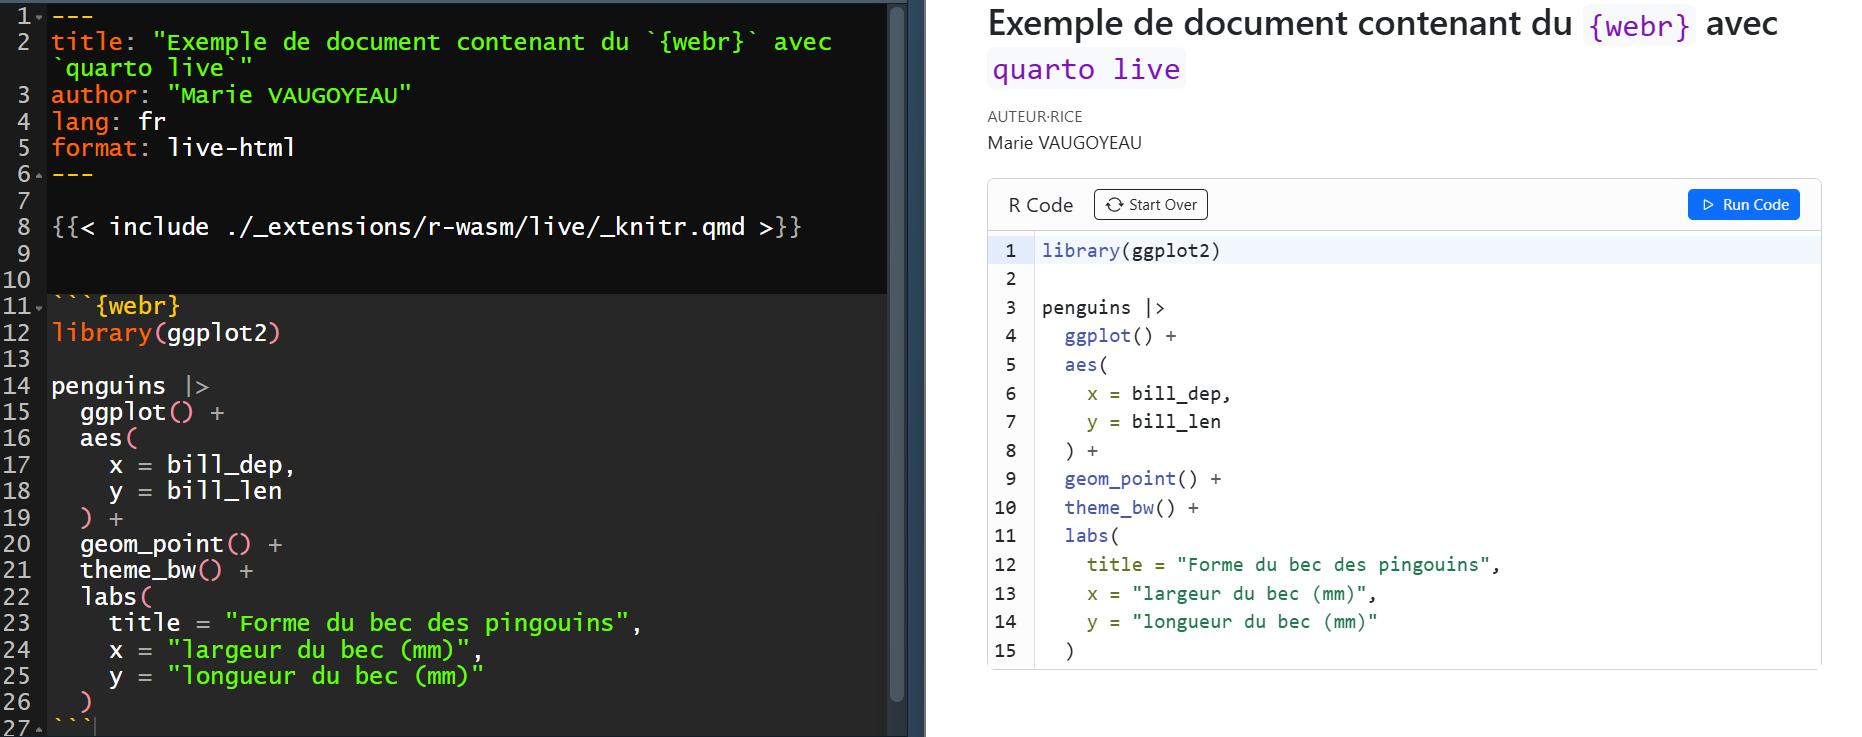 1 ---
2 title: "Exemple de document contenant du `{webr}` avec
`quarto live`"
3 author: "Marie VAUGOYEAU"
4 lang: fr
5 format: live-html
6 ---
7
8 {{< include ./_extensions/r-wasm/live/_knitr.qmd >}}
9
10
11 ```{webr}
12 library(ggplot2)
13
14 penguins |>
15   ggplot() +
16   aes(
17     x = bill_dep,
18     y = bill_len
19   ) +
20   geom_point() +
21   theme_bw() +
22   labs(
23     title = "Forme du bec des pingouins",
24     x = "largeur du bec (mm)",
25     y = "longueur du bec (mm)"
26   )
27 ```
Exemple de document contenant du {webr} avec
quarto live
AUTEUR·RICE
Marie VAUGOYEAU
R Code Start Over Run Code
1 library(ggplot2)
2
3 penguins |>
4   ggplot() +
5   aes(
6     x = bill_dep,
7     y = bill_len
8   ) +
9   geom_point() +
10   theme_bw() +
11   labs(
12     title = "Forme du bec des pingouins",
13     x = "largeur du bec (mm)",
14     y = "longueur du bec (mm)"
15   )